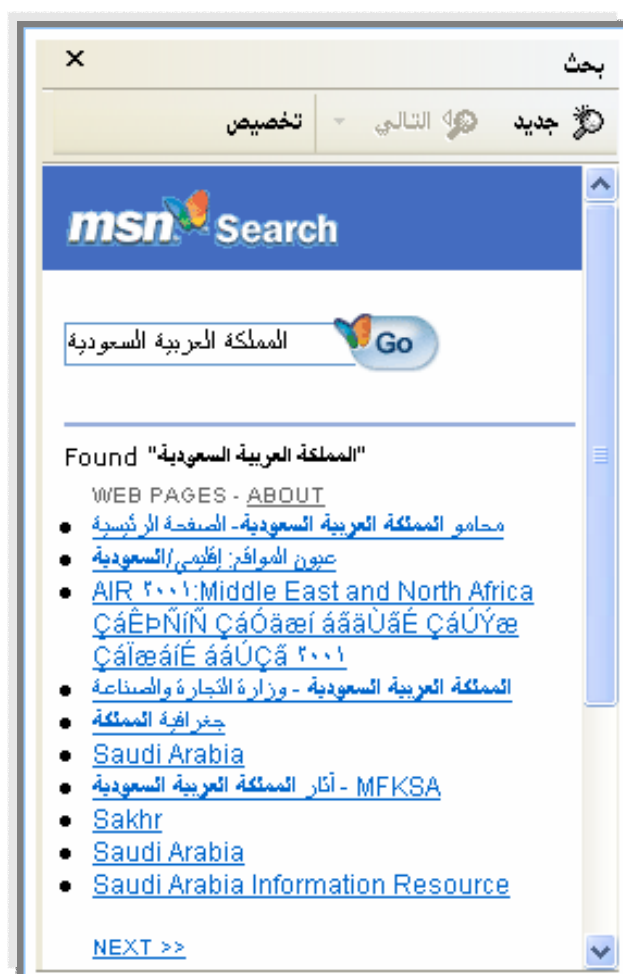 بحث ×
جديد التالي تخصيص
msn Search
المملكة العربية السعودية Go
Found "المملكة العربية السعودية"
WEB PAGES - ABOUT
محامو المملكة العربية السعودية- الصفحة الرئيسية
عيون المواقع: إقليمي/السعودية
AIR ٢٠٠١:Middle East and North Africa
ÇáÊÞÑíÑ ÇáÓäæí áãäÙãÉ ÇáÚÝæ
ÇáÏæáíÉ ááÚÇã ٢٠٠١
المملكة العربية السعودية - وزارة التجارة والصناعة
جغرافية المملكة
Saudi Arabia
MFKSA - آثار المملكة العربية السعودية
Sakhr
Saudi Arabia
Saudi Arabia Information Resource
NEXT >>